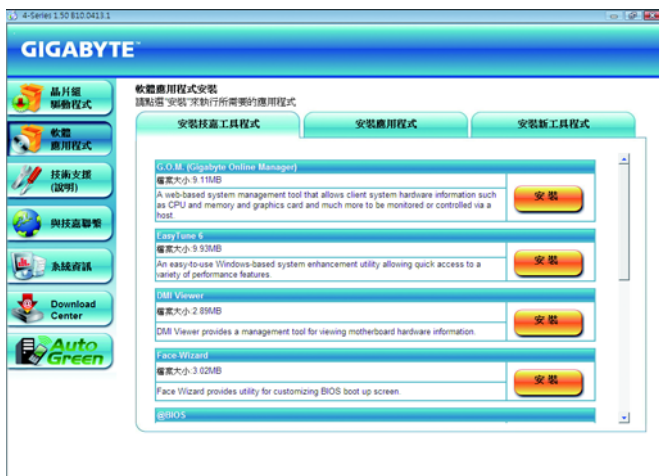 4-Series 1.50 B10.0413.1
GIGABYTE™
晶片組
驅動程式
軟體
應用程式
技術支援
(說明)
與技嘉聯繫
系統資訊
Download
Center
Auto
Green
軟體應用程式安裝
請點選"安裝"來執行所需要的應用程式
安裝技嘉工具程式
安裝應用程式
安裝新工具程式
G.O.M. (Gigabyte Online Manager)
檔案大小:9.11MB
A web-based system management tool that allows client system hardware information such
as CPU and memory and graphics card and much more to be monitored or controlled via a
host.
安裝
EasyTune 6
檔案大小:9.93MB
An easy-to-use Windows-based system enhancement utility allowing quick access to a
variety of performance features.
安裝
DMI Viewer
檔案大小:2.89MB
DMI Viewer provides a management tool for viewing motherboard hardware information.
安裝
Face-Wizard
檔案大小:3.02MB
Face Wizard provides utility for customizing BIOS boot up screen.
安裝
@BIOS